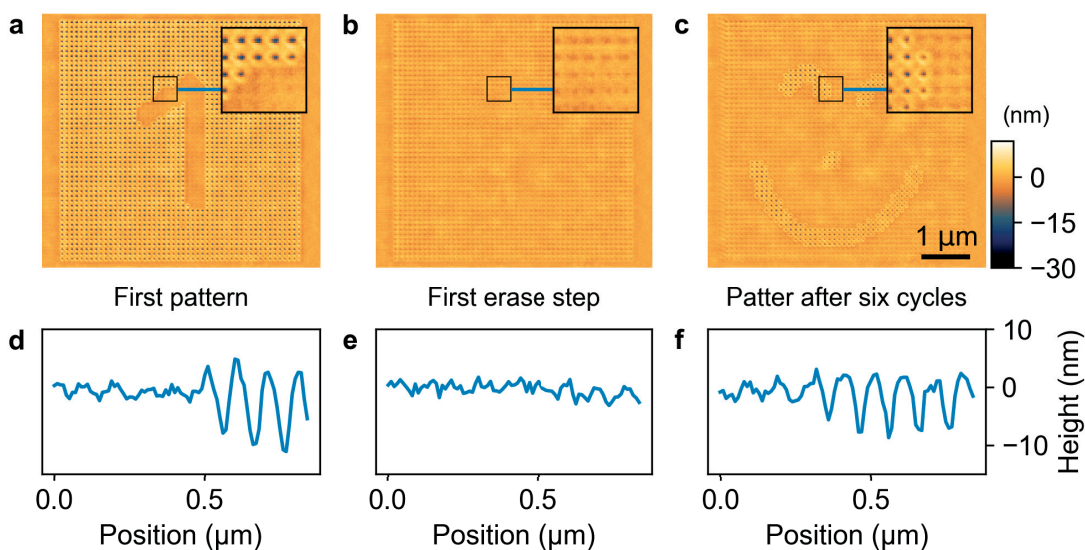 a
b
c
(nm)
0
−15
−30
1 µm
First pattern
First erase step
Patter after six cycles
d
e
f
10
0
−10
Height (nm)
0.0 0.5
0.0 0.5
0.0 0.5
Position (µm)
Position (µm)
Position (µm)